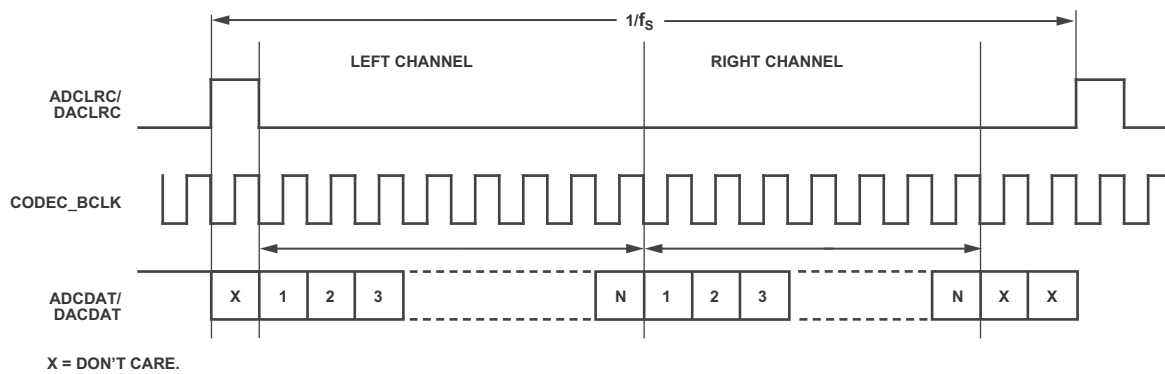 1/fS
LEFT CHANNEL
RIGHT CHANNEL
ADCLRC/
DACLRC
CODEC_BCLK
ADCDAT/
DACDAT
X 1 2 3 N 1 2 3 N X X
X = DON'T CARE.